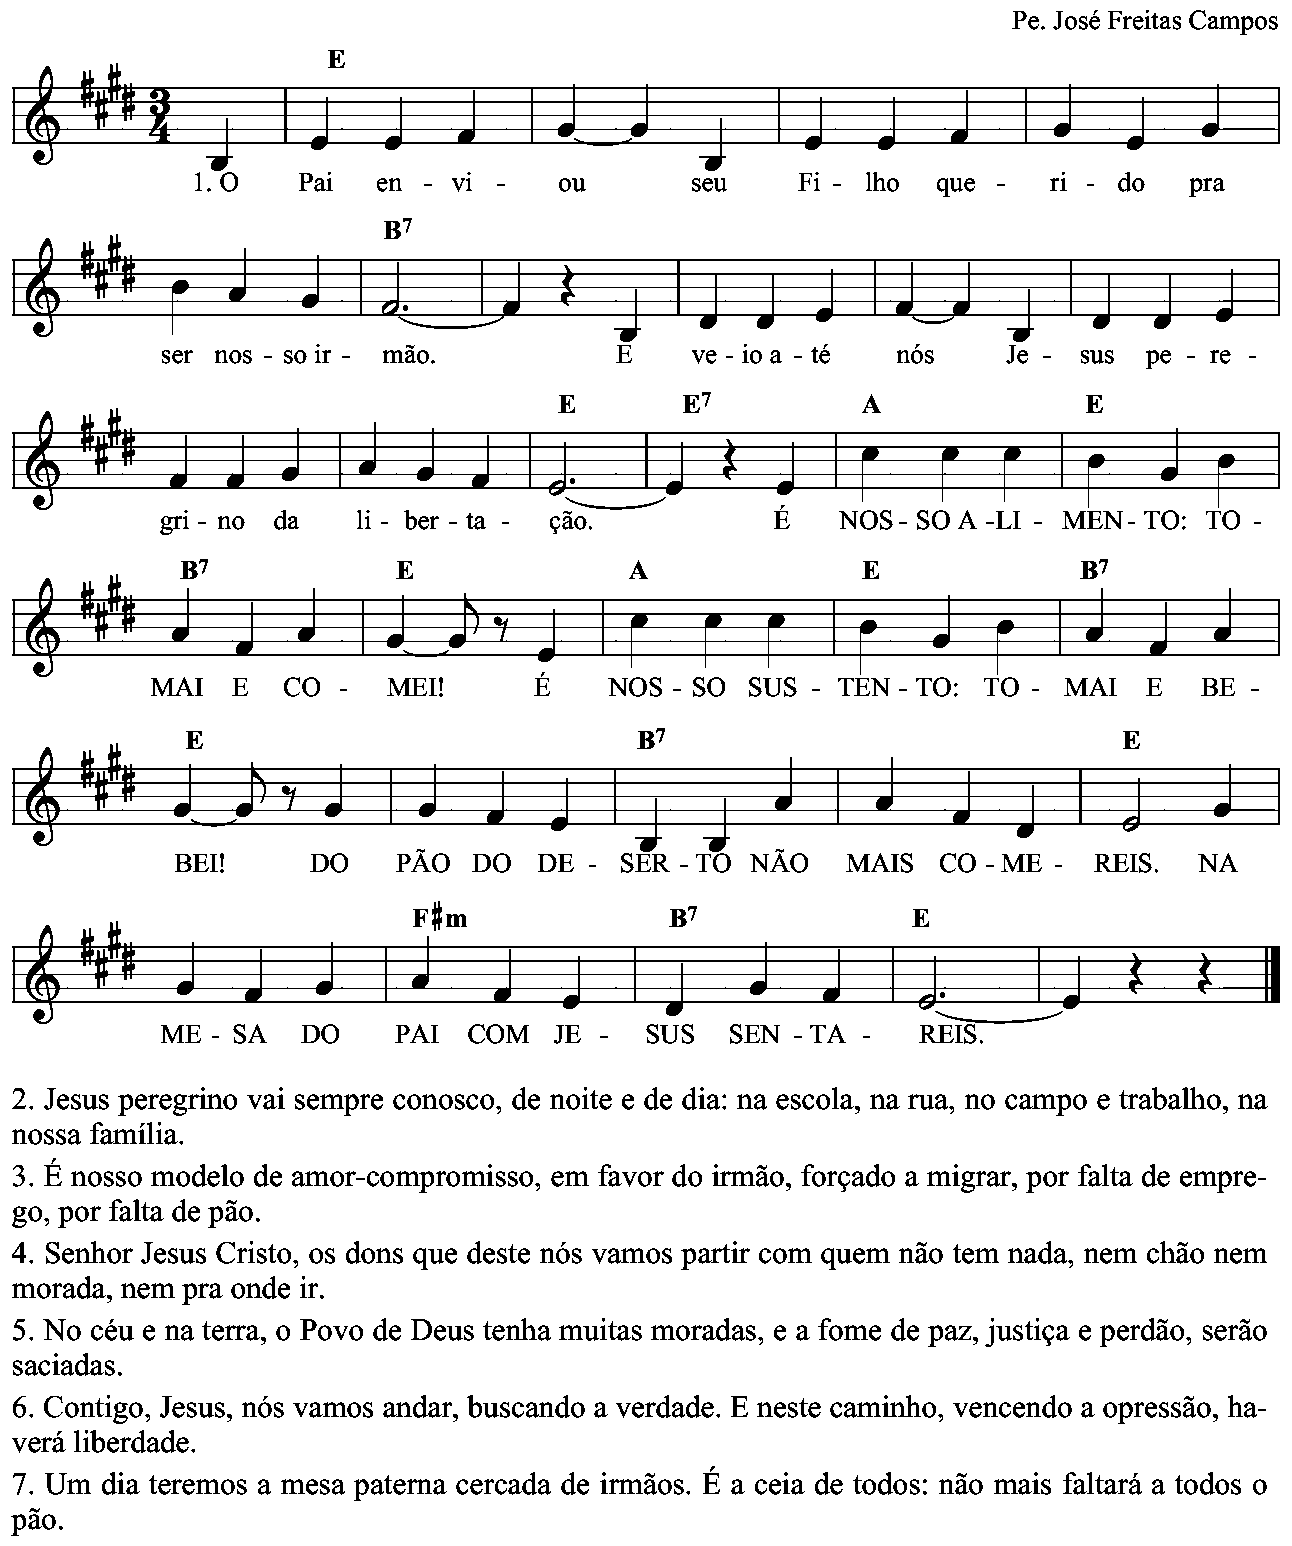 Pe. José Freitas Campos
E
3
4
1. O Pai en - vi - ou seu Fi - lho que - ri - do pra
B7
ser nos - so ir - mão. E ve - io a - té nós Je - sus pe - re -
E E7 A E
gri - no da li - ber - ta - ção. É NOS - SO A - LI - MEN - TO: TO -
B7 E A E B7
MAI E CO - MEI! É NOS - SO SUS - TEN - TO: TO - MAI E BE -
E B7 E
BEI! DO PÃO DO DE - SER - TO NÃO MAIS CO - ME - REIS. NA
F#m B7 E
ME - SA DO PAI COM JE - SUS SEN - TA - REIS.
2. Jesus peregrino vai sempre conosco, de noite e de dia: na escola, na rua, no campo e trabalho, na
nossa família.
3. É nosso modelo de amor-compromisso, em favor do irmão, forçado a migrar, por falta de empre-
go, por falta de pão.
4. Senhor Jesus Cristo, os dons que deste nós vamos partir com quem não tem nada, nem chão nem
morada, nem pra onde ir.
5. No céu e na terra, o Povo de Deus tenha muitas moradas, e a fome de paz, justiça e perdão, serão
saciadas.
6. Contigo, Jesus, nós vamos andar, buscando a verdade. E neste caminho, vencendo a opressão, ha-
verá liberdade.
7. Um dia teremos a mesa paterna cercada de irmãos. É a ceia de todos: não mais faltará a todos o
pão.